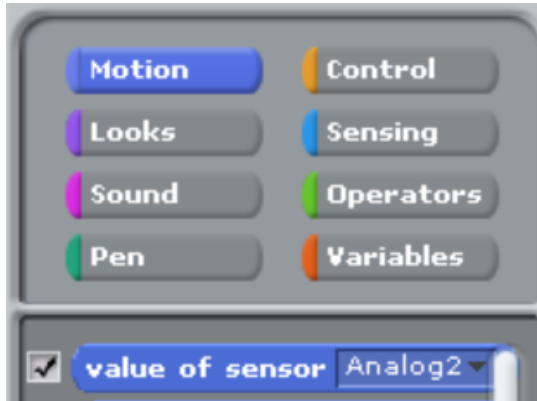 Motion Control
Looks Sensing
Sound Operators
Pen Variables
value of sensor Analog2